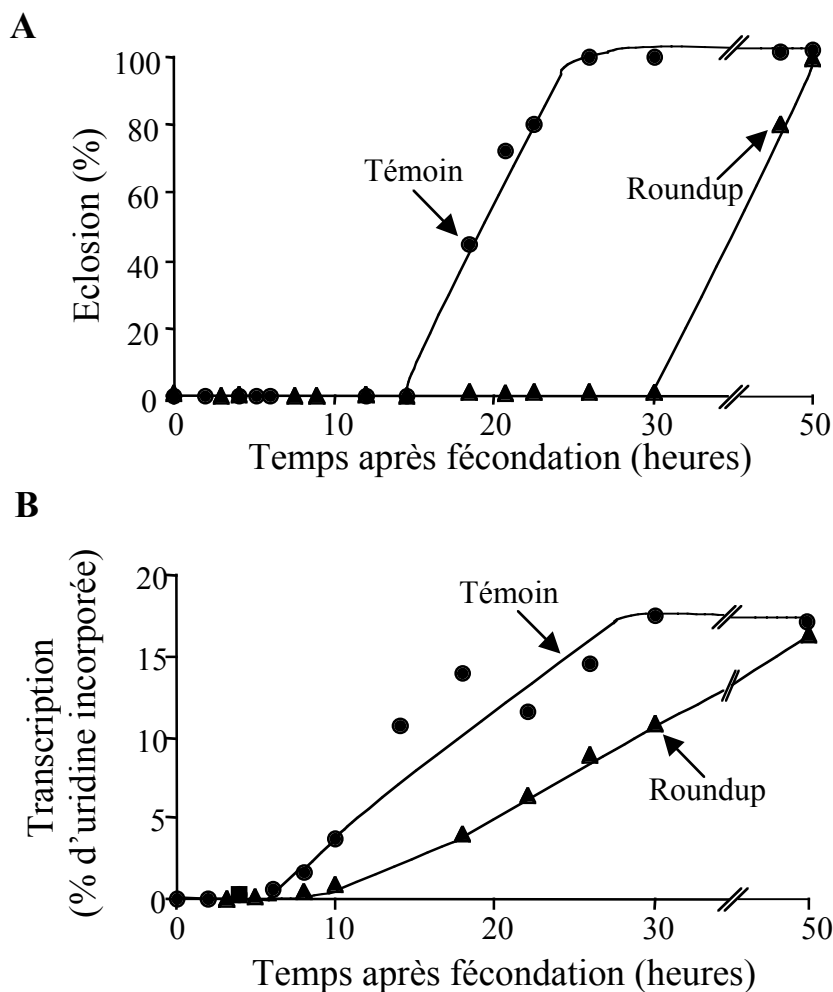 A
Eclosion (%)
100
80
60
40
20
0
Témoin
Roundup
0
10
20
30
50
Temps après fécondation (heures)
B
Transcription
(% d'uridine incorporée)
20
15
10
5
0
Témoin
Roundup
0
10
20
30
50
Temps après fécondation (heures)